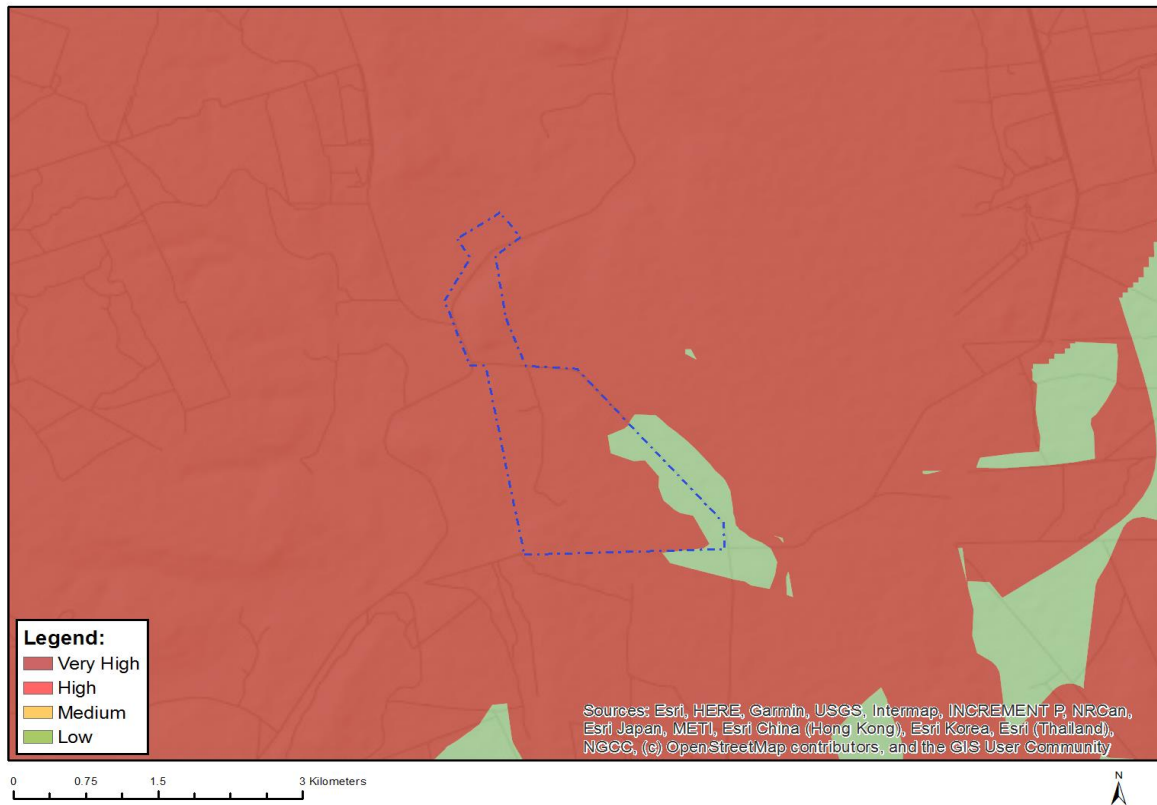 Legend:
Very High
High
Medium
Low
Sources: Esri, HERE, Garmin, USGS, Intermap, INCREMENT P, NRCan,
Esri Japan, METI, Esri China (Hong Kong), Esri Korea, Esri (Thailand),
NGCC, (c) OpenStreetMap contributors, and the GIS User Community
0 0.75 1.5 3 Kilometers
N